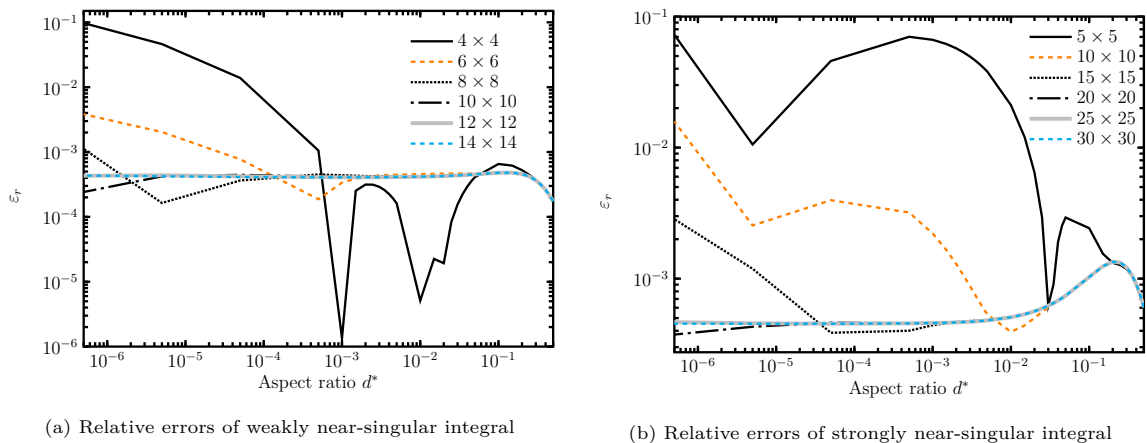 10⁻¹
10⁻²
10⁻³
10⁻⁴
10⁻⁵
10⁻⁶
εᵣ
4 × 4
6 × 6
8 × 8
10 × 10
12 × 12
14 × 14
10⁻⁶ 10⁻⁵ 10⁻⁴ 10⁻³ 10⁻² 10⁻¹
Aspect ratio d*
(a) Relative errors of weakly near-singular integral
10⁻¹
10⁻²
10⁻³
εᵣ
5 × 5
10 × 10
15 × 15
20 × 20
25 × 25
30 × 30
10⁻⁶ 10⁻⁵ 10⁻⁴ 10⁻³ 10⁻² 10⁻¹
Aspect ratio d*
(b) Relative errors of strongly near-singular integral